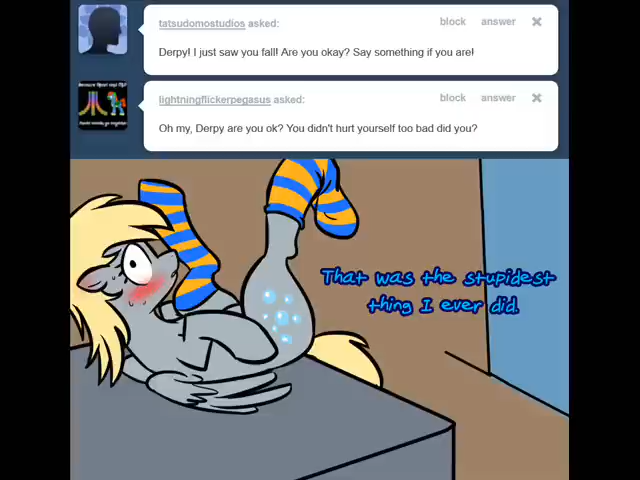 tatsudomostudios asked:
block answer ×
Derpy! I just saw you fall! Are you okay? Say something if you are!
lightningflickerpegasus asked:
block answer ×
Oh my, Derpy are you ok? You didn't hurt yourself too bad did you?
That was the stupidest
thing I ever did.